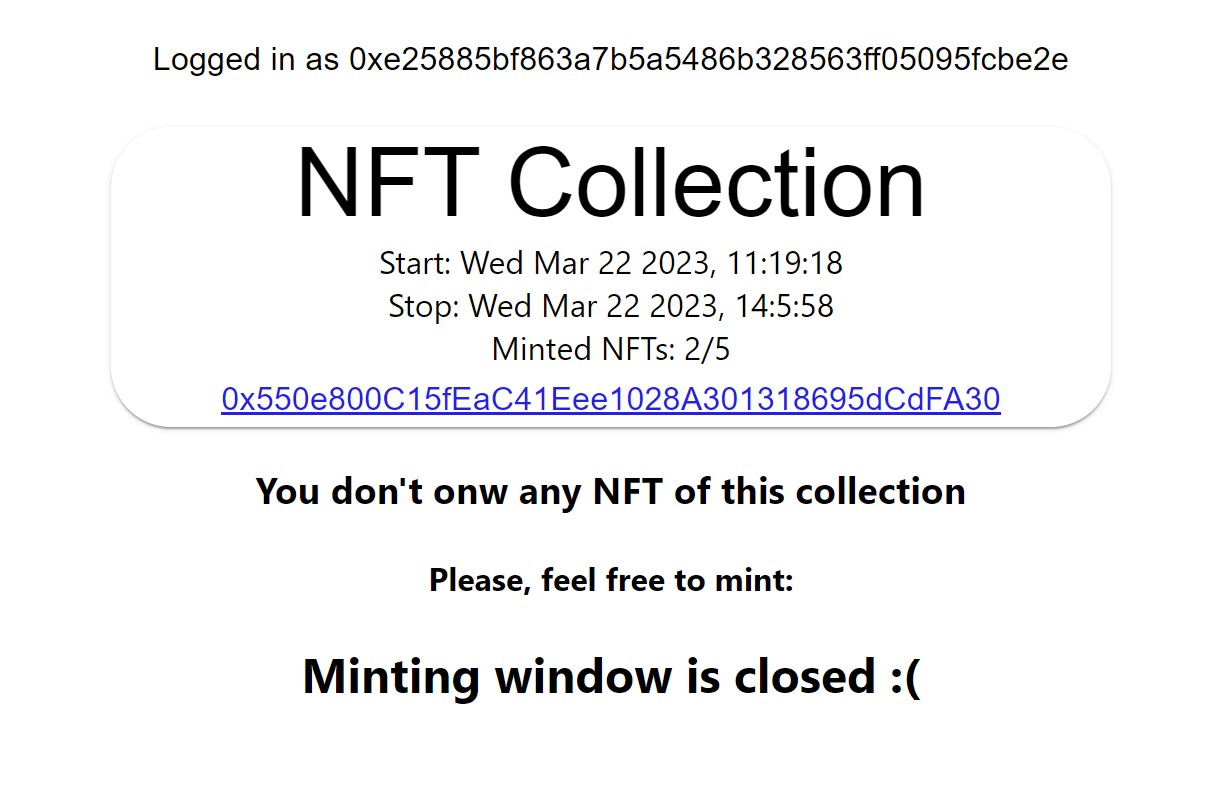 Logged in as 0xe25885bf863a7b5a5486b328563ff05095fcbe2e
NFT Collection
Start: Wed Mar 22 2023, 11:19:18
Stop: Wed Mar 22 2023, 14:5:58
Minted NFTs: 2/5
0x550e800C15fEaC41Eee1028A301318695dCdFA30
You don't onw any NFT of this collection
Please, feel free to mint:
Minting window is closed :(